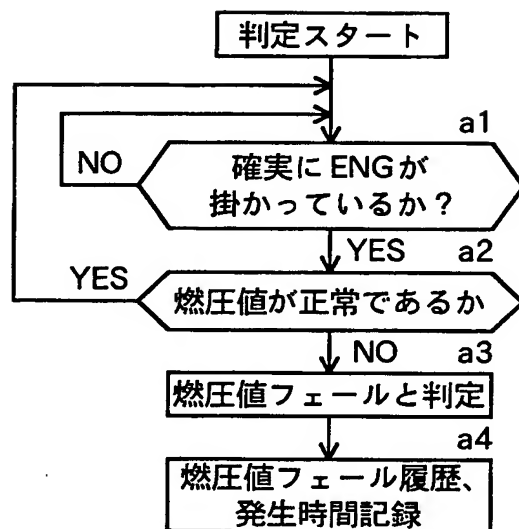 判定スタート
a1
NO
確実にENGが
掛かっているか？
YES
a2
YES
燃圧値が正常であるか
NO
a3
燃圧値フェールと判定
a4
燃圧値フェール履歴、
発生時間記録